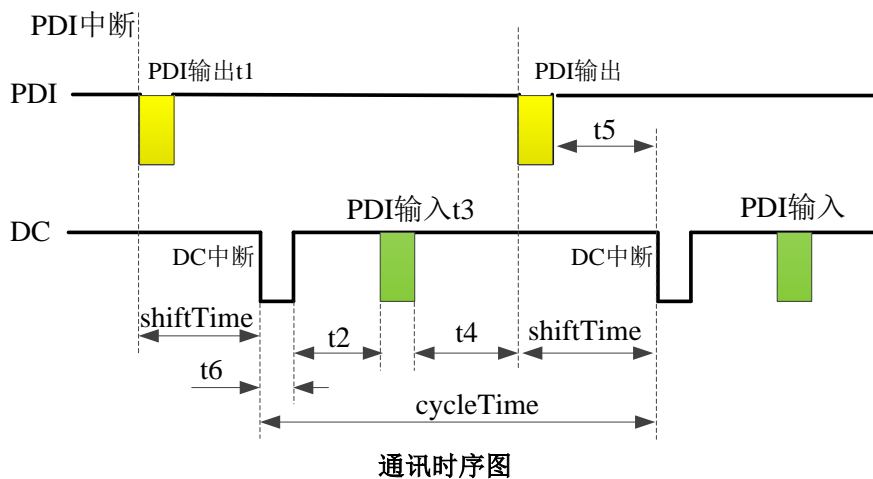 PDI中断
PDI输出t1
PDI输出
PDI
t5
PDI输入t3
PDI输入
DC
DC中断
DC中断
shiftTime
t2
t4
shiftTime
t6
cycleTime
通讯时序图